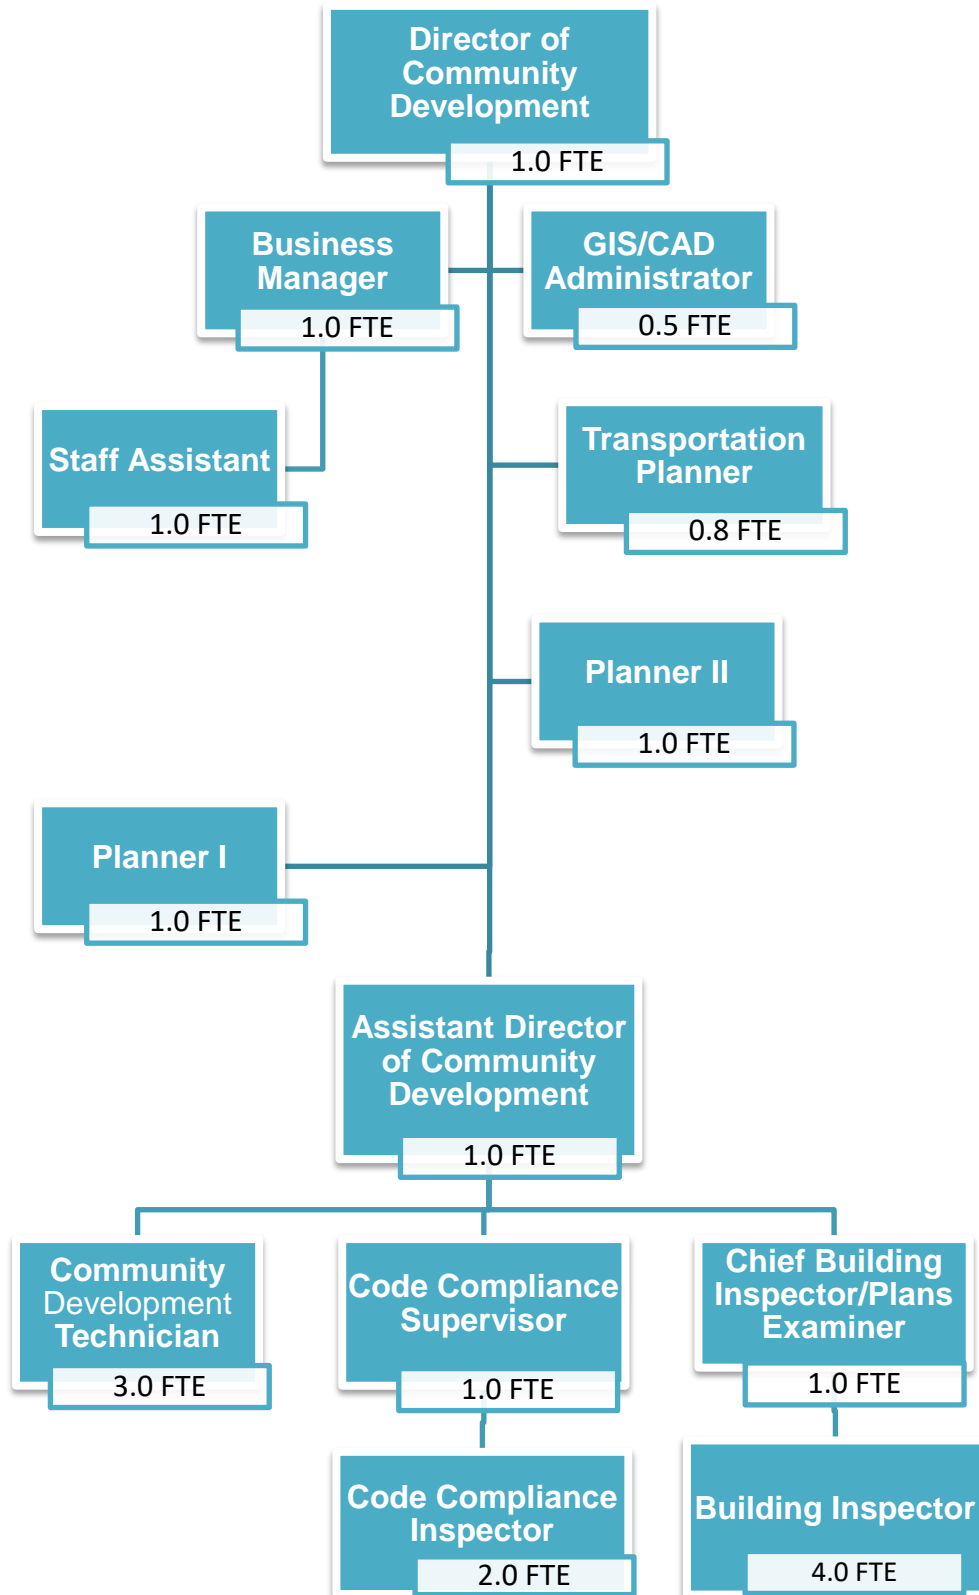 Director of
Community
Development
1.0 FTE
Business
Manager
1.0 FTE
GIS/CAD
Administrator
0.5 FTE
Staff Assistant
1.0 FTE
Transportation
Planner
0.8 FTE
Planner II
1.0 FTE
Planner I
1.0 FTE
Assistant Director
of Community
Development
1.0 FTE
Community
Development
Technician
3.0 FTE
Code Compliance
Supervisor
1.0 FTE
Chief Building
Inspector/Plans
Examiner
1.0 FTE
Code Compliance
Inspector
2.0 FTE
Building Inspector
4.0 FTE